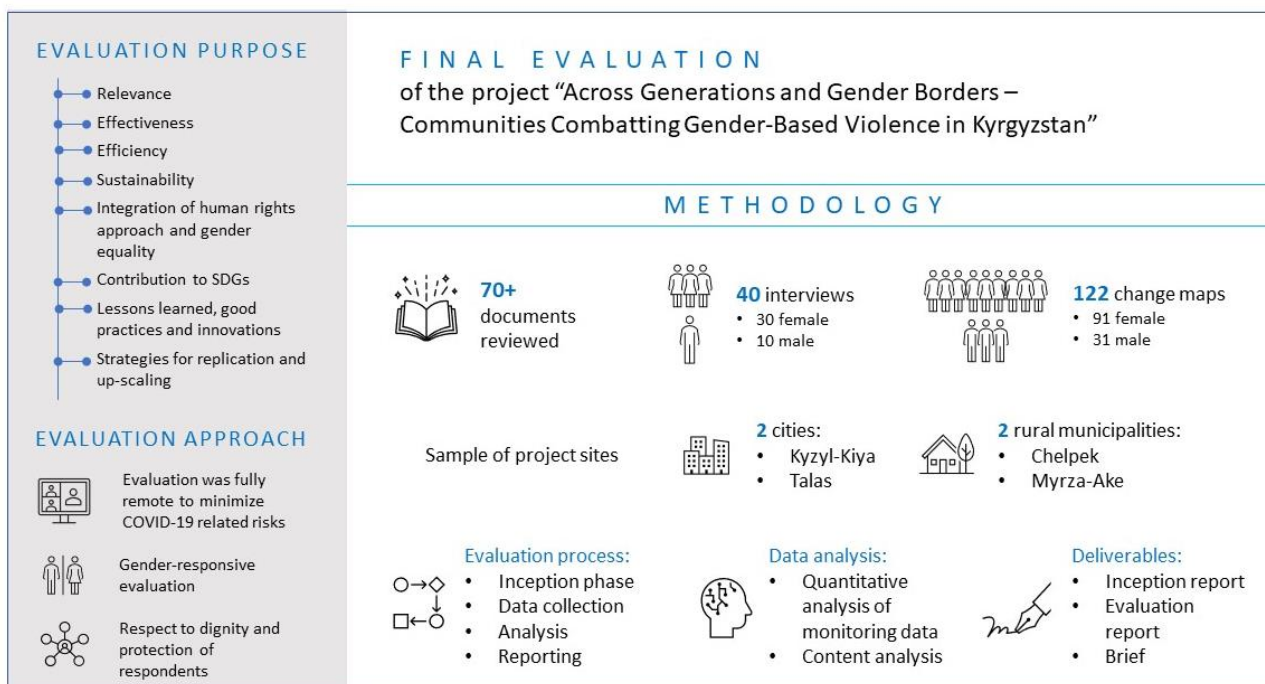 EVALUATION PURPOSE
Relevance
Effectiveness
Efficiency
Sustainability
Integration of human rights
approach and gender
equality
Contribution to SDGs
Lessons learned, good
practices and innovations
Strategies for replication and
up-scaling
EVALUATION APPROACH
Evaluation was fully
remote to minimize
COVID-19 related risks
Gender-responsive
evaluation
Respect to dignity and
protection of
respondents
FINAL EVALUATION
of the project “Across Generations and Gender Borders –
Communities Combatting Gender-Based Violence in Kyrgyzstan”
METHODOLOGY
70+
documents
reviewed
40 interviews
• 30 female
• 10 male
122 change maps
• 91 female
• 31 male
Sample of project sites
2 cities:
• Kyzyl-Kiya
• Talas
2 rural municipalities:
• Chelpek
• Myrza-Ake
Evaluation process:
• Inception phase
• Data collection
• Analysis
• Reporting
Data analysis:
• Quantitative
analysis of
monitoring data
• Content analysis
Deliverables:
• Inception report
• Evaluation
report
• Brief